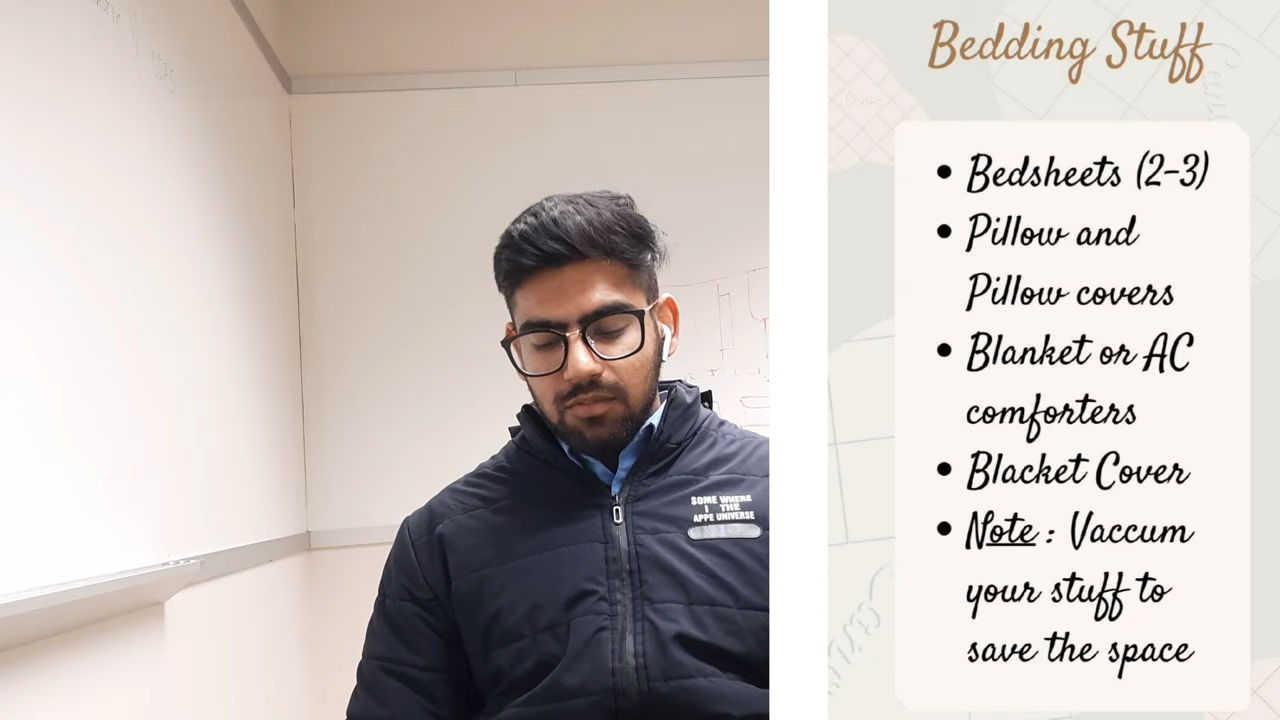 Bedding Stuff
• Bedsheets (2-3)
• Pillow and
Pillow covers
• Blanket or AC
comforters
• Blacket Cover
• Note : Vaccum
your stuff to
save the space
SOME WHERE
I THE
APPE UNIVERSE
Canva